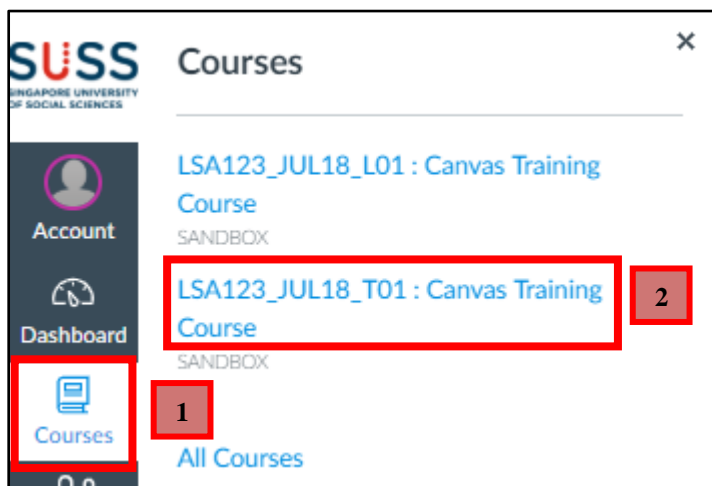 SUSS
SINGAPORE UNIVERSITY
OF SOCIAL SCIENCES
Courses
×
LSA123_JUL18_L01 : Canvas Training
Course
SANDBOX
Account
LSA123_JUL18_T01 : Canvas Training
Course
2
SANDBOX
Dashboard
1
Courses
All Courses